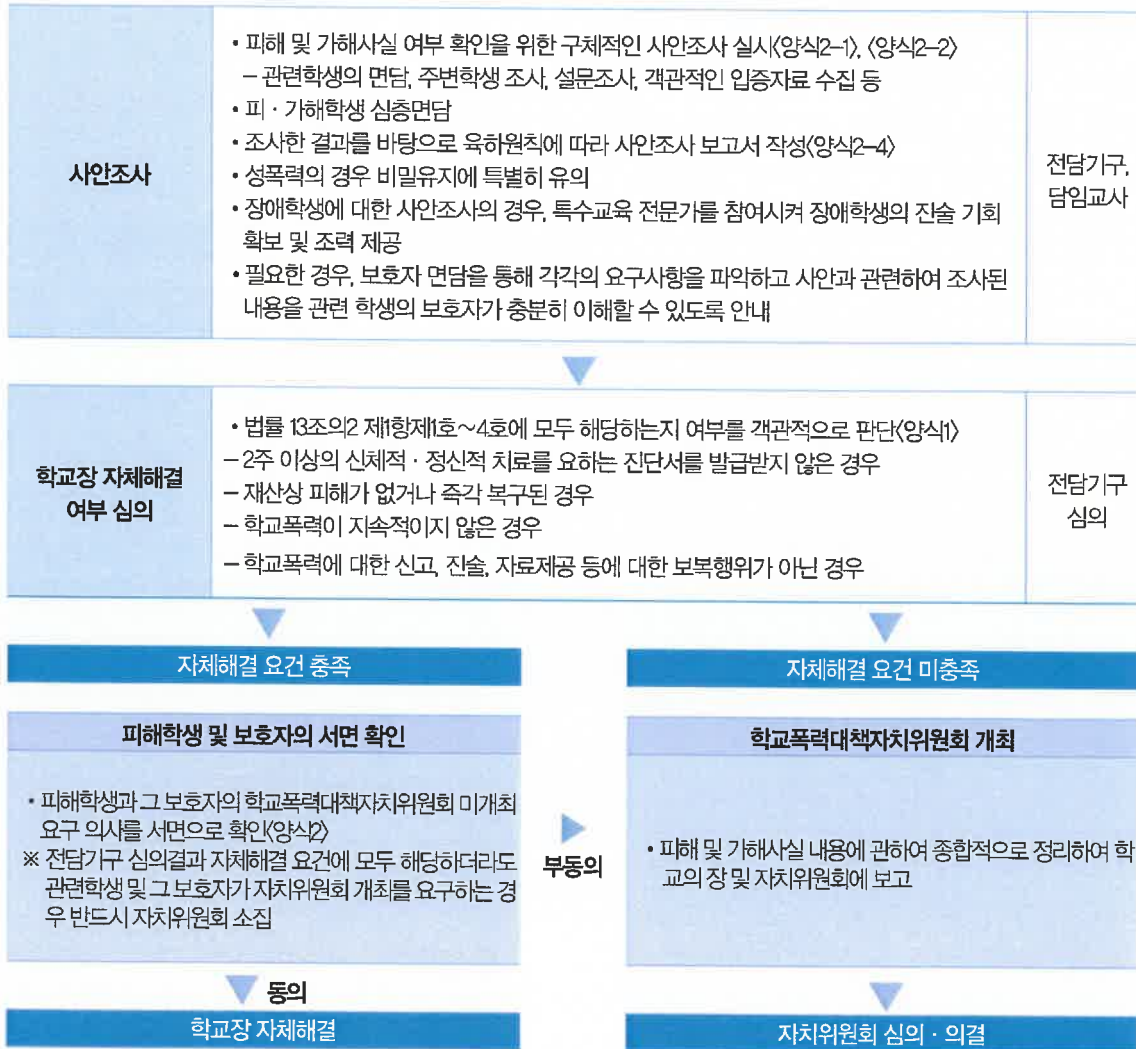 • 피해 및 가해사실 여부 확인을 위한 구체적인 사안조사 실시〈양식2-1〉, 〈양식2-2〉
– 관련학생의 면담, 주변학생 조사, 설문조사, 객관적인 입증자료 수집 등
• 피 · 가해학생 심층면담
• 조사한 결과를 바탕으로 육하원칙에 따라 사안조사 보고서 작성〈양식2-4〉
사안조사
• 성폭력의 경우 비밀유지에 특별히 유의
• 장애학생에 대한 사안조사의 경우, 특수교육 전문가를 참여시켜 장애학생의 진술 기회
확보 및 조력 제공
• 필요한 경우, 보호자 면담을 통해 각각의 요구사항을 파악하고 사안과 관련하여 조사된
내용을 관련 학생의 보호자가 충분히 이해할 수 있도록 안내
전담기구,
담임교사
학교장 자체해결
여부 심의
• 법률 13조의2 제1항제1호~4호에 모두 해당하는지 여부를 객관적으로 판단〈양식1〉
– 2주 이상의 신체적 · 정신적 치료를 요하는 진단서를 발급받지 않은 경우
– 재산상 피해가 없거나 즉각 복구된 경우
– 학교폭력이 지속적이지 않은 경우
– 학교폭력에 대한 신고, 진술, 자료제공 등에 대한 보복행위가 아닌 경우
전담기구
심의
자체해결 요건 충족
피해학생 및 보호자의 서면 확인
• 피해학생과 그 보호자의 학교폭력대책자치위원회 미개최
요구 의사를 서면으로 확인〈양식2〉
※ 전담기구 심의결과 자체해결 요건에 모두 해당하더라도
관련학생 및 그 보호자가 자치위원회 개최를 요구하는 경
우 반드시 자치위원회 소집
동의
학교장 자체해결
부동의
자체해결 요건 미충족
학교폭력대책자치위원회 개최
• 피해 및 가해사실 내용에 관하여 종합적으로 정리하여 학
교의 장 및 자치위원회에 보고
자치위원회 심의 · 의결